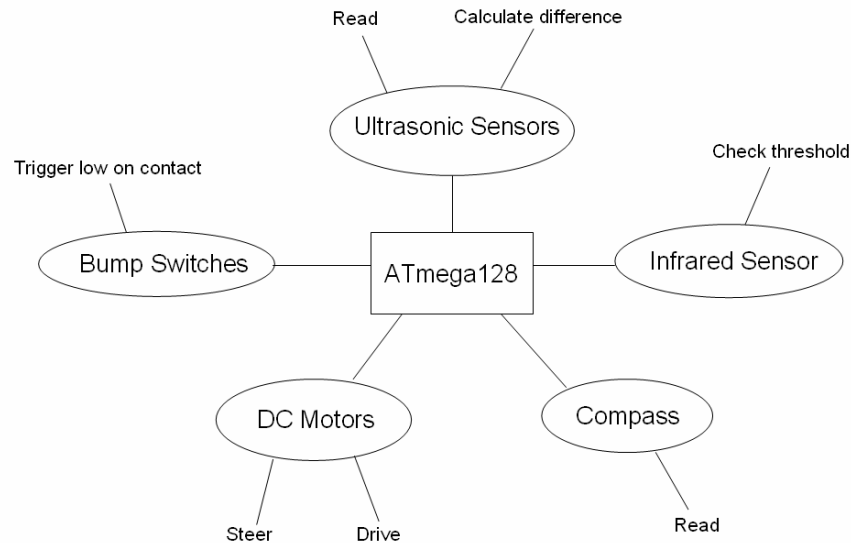 Read
Calculate difference
Ultrasonic Sensors
Check threshold
Trigger low on contact
Bump Switches
ATmega128
Infrared Sensor
DC Motors
Compass
Steer
Drive
Read